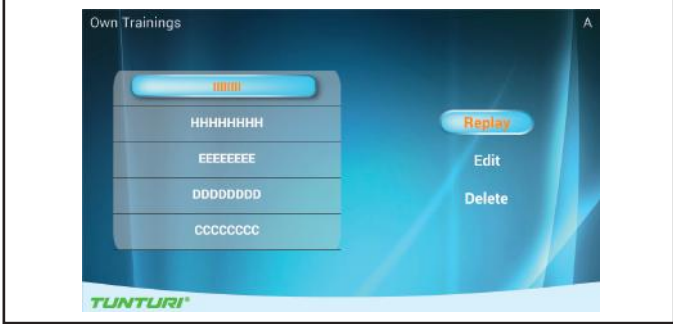 Own Trainings
A
IIIIIIII
HHHHHHHH
EEEEEEEE
DDDDDDDD
CCCCCCCC
Replay
Edit
Delete
TUNTURI®